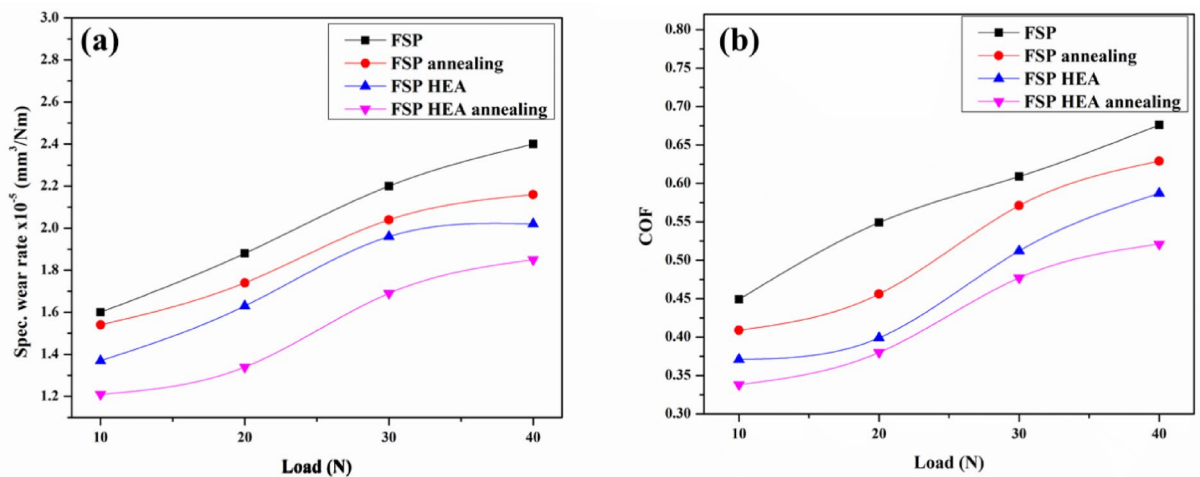 (a)
FSP
FSP annealing
FSP HEA
FSP HEA annealing
3.0
2.8
2.6
2.4
2.2
2.0
1.8
1.6
1.4
1.2
Spec. wear rate x10⁻⁵ (mm³/Nm)
10 20 30 40
Load (N)
(b)
FSP
FSP annealing
FSP HEA
FSP HEA annealing
0.80
0.75
0.70
0.65
0.60
0.55
0.50
0.45
0.40
0.35
0.30
COF
10 20 30 40
Load (N)